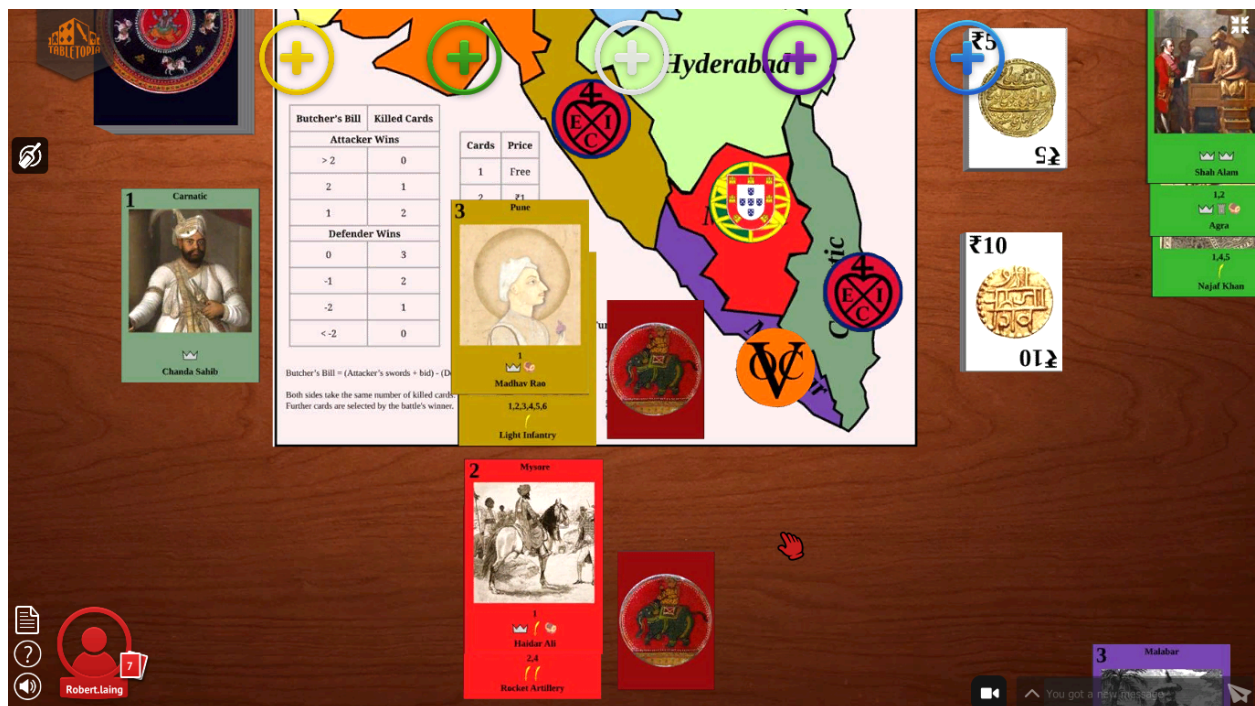 TABLETOPIA
Hyderabad
₹5
₹5
₹10
₹10
Butcher's Bill Killed Cards
Attacker Wins
> 2 0
2 1
1 2
Defender Wins
0 3
-1 2
-2 1
< -2 0
Cards Price
1 Free
2 ₹1
Butcher's Bill = (Attacker's swords + bid) - (D
Both sides take the same number of killed cards.
Further cards are selected by the battle's winner.
E I
C
4
E I
C
4
VOC
1
Carnatic
Chanda Sahib
3
Pune
1
Madhav Rao
1,2,3,4,5,6
Light Infantry
2
Mysore
1
Haidar Ali
2,4
Rocket Artillery
Shah Alam
1,2
Agra
1,4,5
Najaf Khan
3
Malabar
7
Robert.laing
?
You got a new message